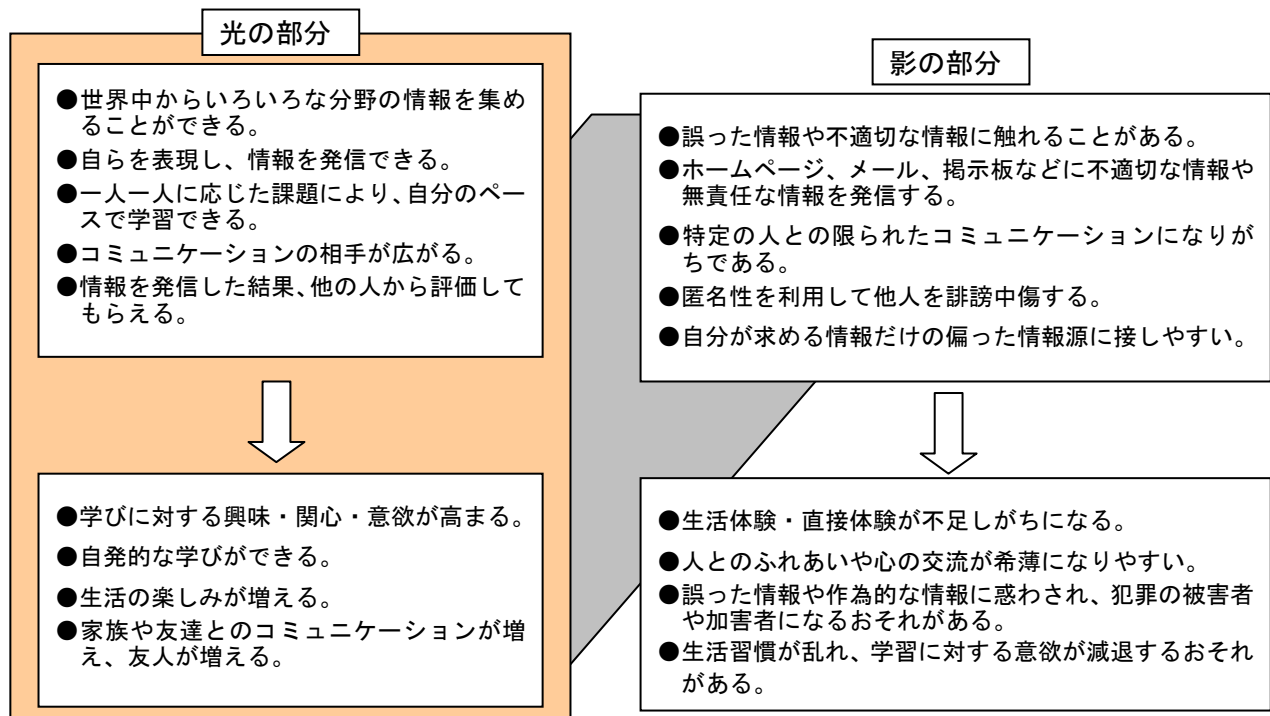 光の部分
●世界中からいろいろな分野の情報を集め
ることができる。
●自らを表現し、情報を発信できる。
●一人一人に応じた課題により、自分のペー
スで学習できる。
●コミュニケーションの相手が広がる。
●情報を発信した結果、他の人から評価して
もらえる。
●学びに対する興味・関心・意欲が高まる。
●自発的な学びができる。
●生活の楽しみが増える。
●家族や友達とのコミュニケーションが増
え、友人が増える。
影の部分
●誤った情報や不適切な情報に触れることがある。
●ホームページ、メール、掲示板などに不適切な情報や
無責任な情報を発信する。
●特定の人との限られたコミュニケーションになりが
ちである。
●匿名性を利用して他人を誹謗中傷する。
●自分が求める情報だけの偏った情報源に接しやすい。
●生活体験・直接体験が不足しがちになる。
●人とのふれあいや心の交流が希薄になりやすい。
●誤った情報や作為的な情報に惑わされ、犯罪の被害者
や加害者になるおそれがある。
●生活習慣が乱れ、学習に対する意欲が減退するおそれ
がある。